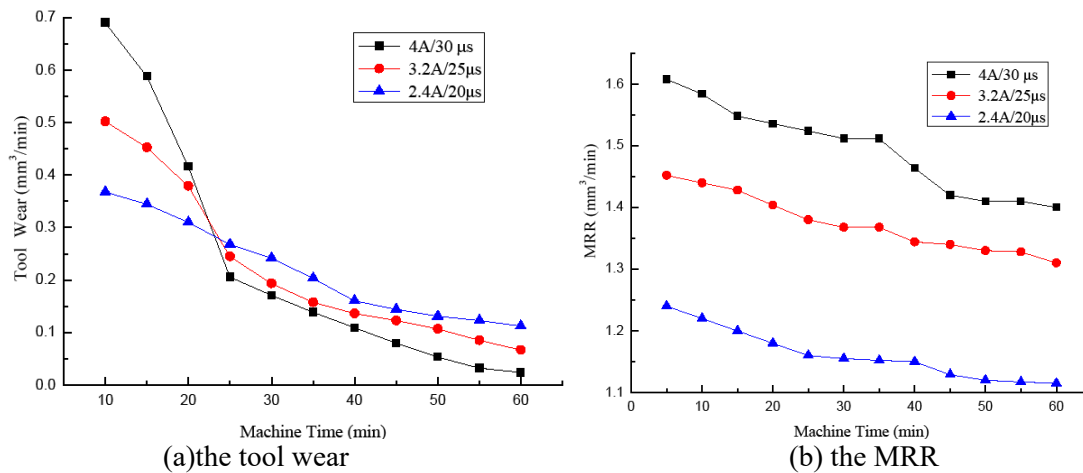 0.7
0.6
0.5
0.4
0.3
0.2
0.1
0.0
Tool Wear (mm³/min)
4A/30 μs
3.2A/25μs
2.4A/20μs
10 20 30 40 50 60
Machine Time (min)
(a)the tool wear
1.6
1.5
1.4
1.3
1.2
1.1
MRR (mm³/min)
4A/30 μs
3.2A/25μs
2.4A/20μs
0 10 20 30 40 50 60
Machine Time (min)
(b) the MRR